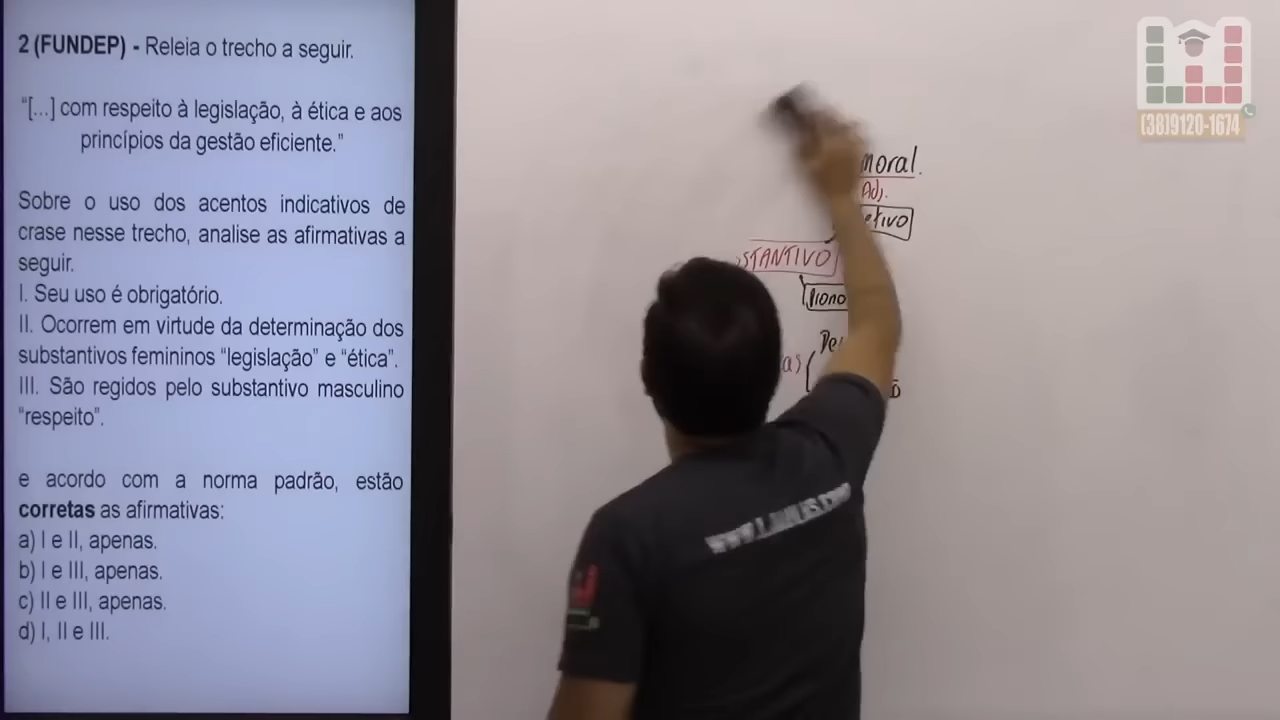 2 (FUNDEP) - Releia o trecho a seguir.
“[...] com respeito à legislação, à ética e aos
princípios da gestão eficiente.”
Sobre o uso dos acentos indicativos de
crase nesse trecho, analise as afirmativas a
seguir.
I. Seu uso é obrigatório.
II. Ocorrem em virtude da determinação dos
substantivos femininos “legislação” e “ética”.
III. São regidos pelo substantivo masculino
“respeito”.
e acordo com a norma padrão, estão
corretas as afirmativas:
a) I e II, apenas.
b) I e III, apenas.
c) II e III, apenas.
d) I, II e III.
(38)9120-1674
moral.
Adj.
etivo
STANTIVO